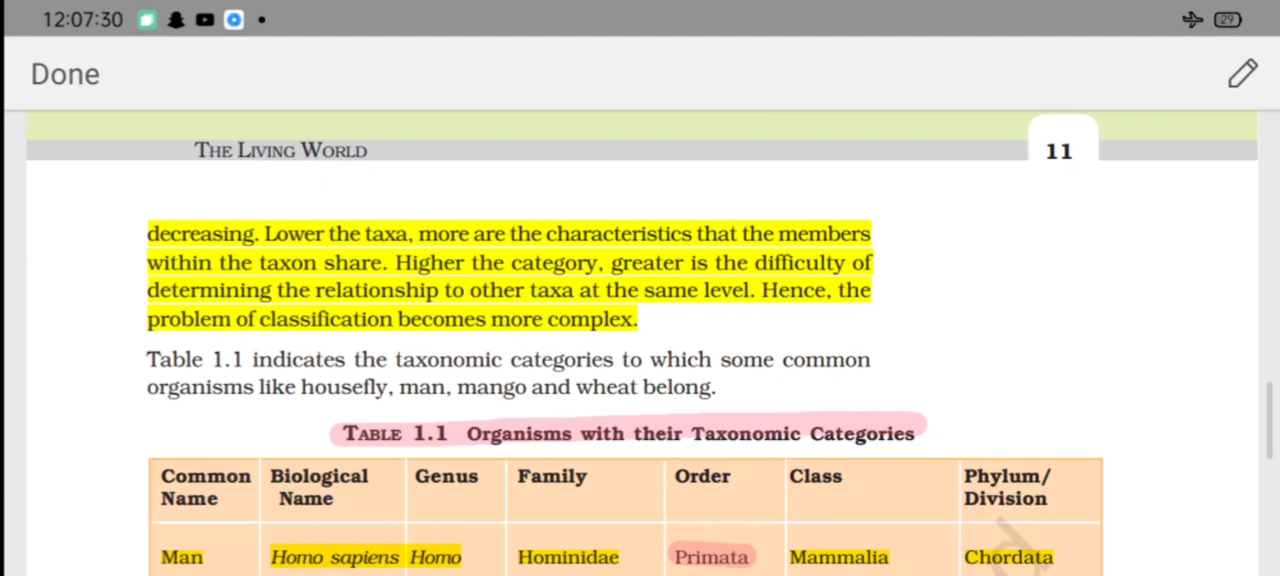 12:07:30
29
Done
THE LIVING WORLD
11
decreasing. Lower the taxa, more are the characteristics that the members
within the taxon share. Higher the category, greater is the difficulty of
determining the relationship to other taxa at the same level. Hence, the
problem of classification becomes more complex.
Table 1.1 indicates the taxonomic categories to which some common
organisms like housefly, man, mango and wheat belong.
TABLE 1.1 Organisms with their Taxonomic Categories
Common Biological Genus Family Order Class Phylum/
Name Name Division
Man Homo sapiens Homo Hominidae Primata Mammalia Chordata